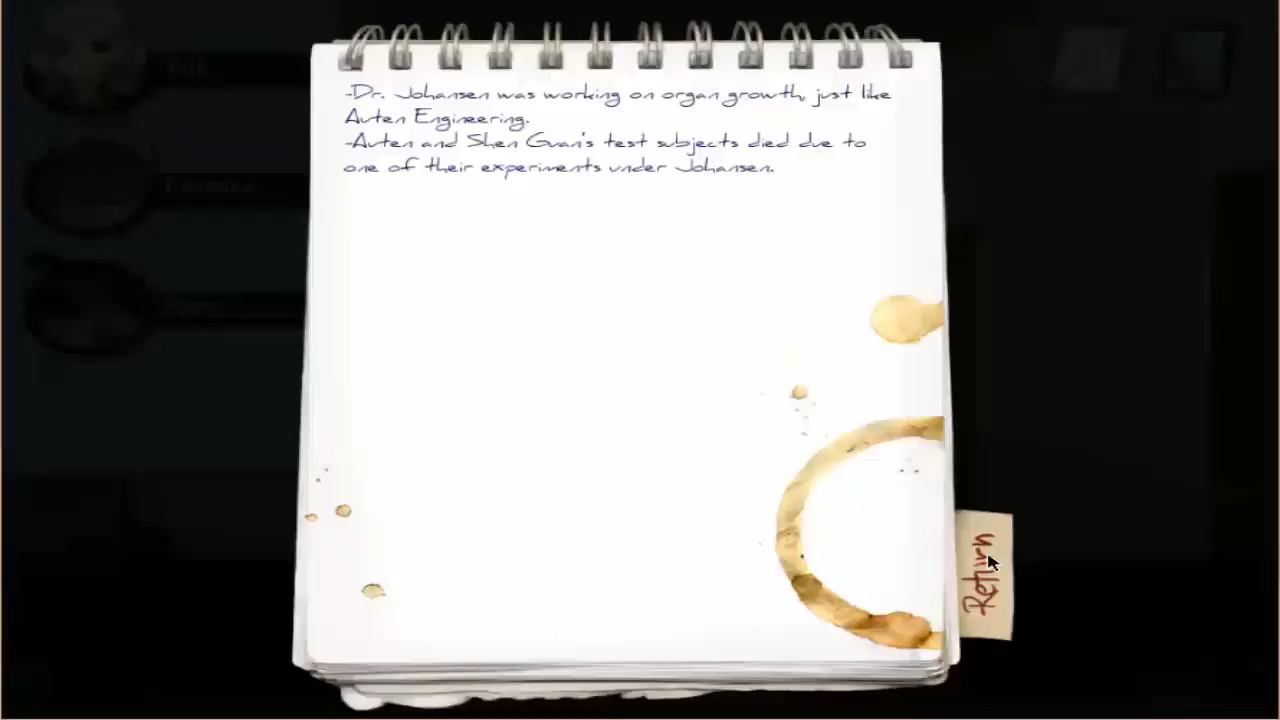 -Dr. Johansen was working on organ growth, just like
Auten Engineering.
-Auten and Shen Guan's test subjects died due to
one of their experiments under Johansen.
Return